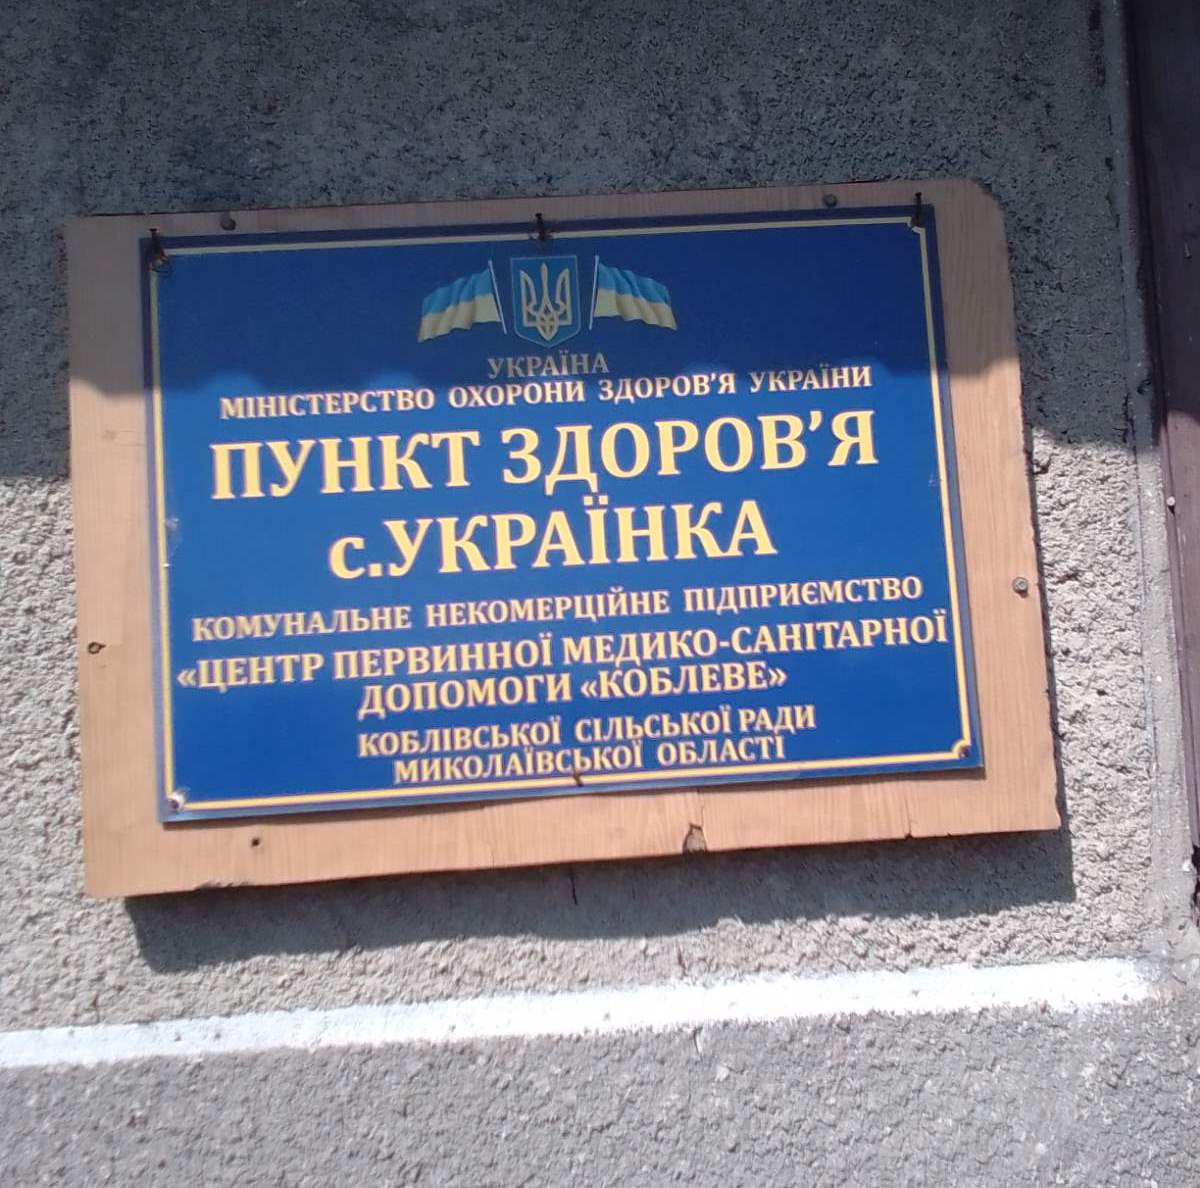 УКРАЇНА
МІНІСТЕРСТВО ОХОРОНИ ЗДОРОВ'Я УКРАЇНИ
ПУНКТ ЗДОРОВ'Я
с.УКРАЇНКА
КОМУНАЛЬНЕ НЕКОМЕРЦІЙНЕ ПІДПРИЄМСТВО
«ЦЕНТР ПЕРВИННОЇ МЕДИКО-САНІТАРНОЇ
ДОПОМОГИ «КОБЛЕВЕ»
КОБЛІВСЬКОЇ СІЛЬСЬКОЇ РАДИ
МИКОЛАЇВСЬКОЇ ОБЛАСТІ